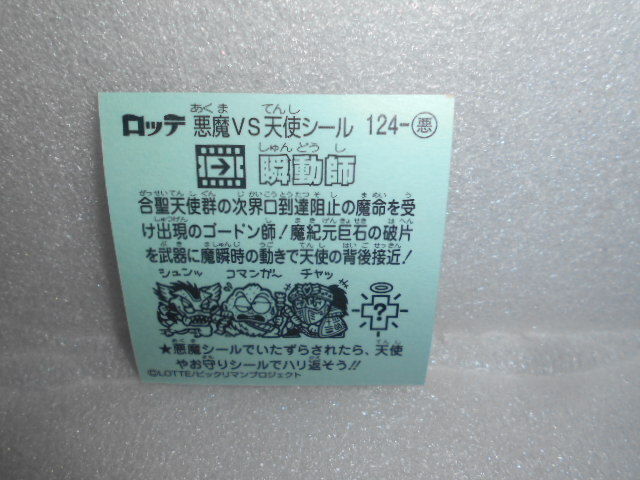 ロッテ 悪魔VS天使シール 124-悪
瞬動師
合聖天使群の次界口到達阻止の魔命を受
け出現のゴードン師!魔紀元巨石の破片
を武器に魔瞬時の動きで天使の背後接近!
シュンッ コマンガー チャッ
?
★悪魔シールでいたずらされたら、天使
やお守りシールでハリ返そう!!
©LOTTE/ビックリマンプロジェクト